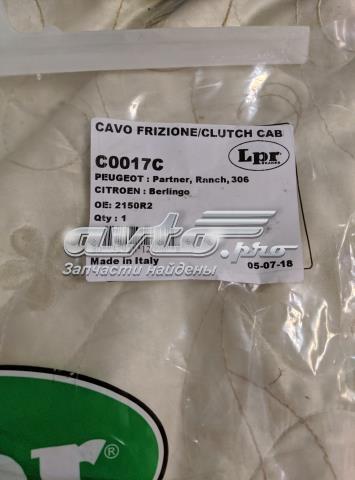 CAVO FRIZIONE/CLUTCH CAB
C0017C
Lpr
PEUGEOT : Partner, Ranch, 306
CITROEN : Berlingo
OE: 2150R2
Qty : 1
avto.pro
Запчасти найдены
Made in Italy
05-07-18
®